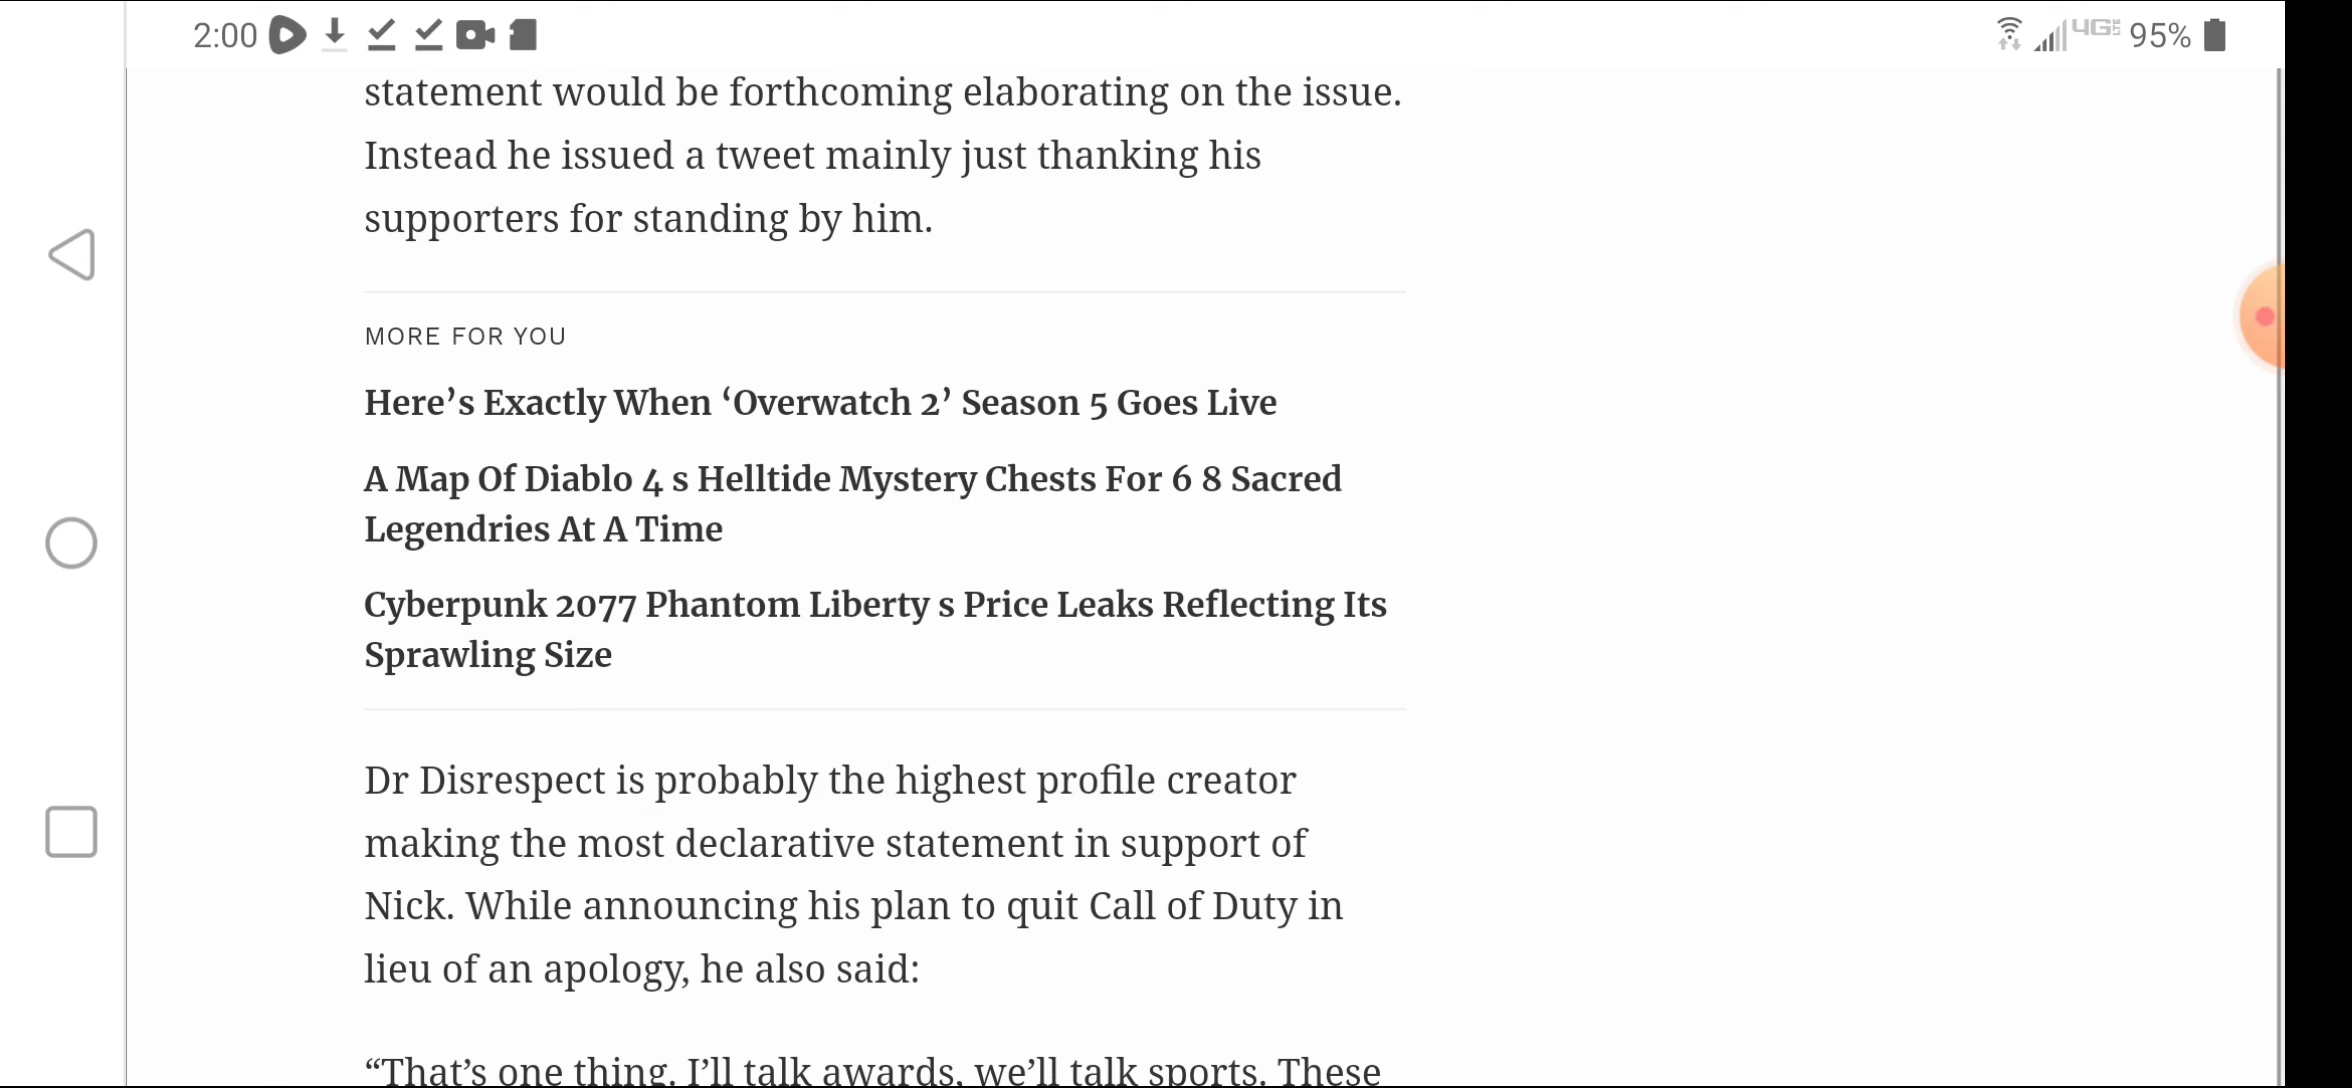 2:00
4G 95%
statement would be forthcoming elaborating on the issue.
Instead he issued a tweet mainly just thanking his
supporters for standing by him.
MORE FOR YOU
Here’s Exactly When ‘Overwatch 2’ Season 5 Goes Live
A Map Of Diablo 4 s Helltide Mystery Chests For 6 8 Sacred
Legendries At A Time
Cyberpunk 2077 Phantom Liberty s Price Leaks Reflecting Its
Sprawling Size
Dr Disrespect is probably the highest profile creator
making the most declarative statement in support of
Nick. While announcing his plan to quit Call of Duty in
lieu of an apology, he also said:
“That’s one thing. I’ll talk awards, we’ll talk sports. These